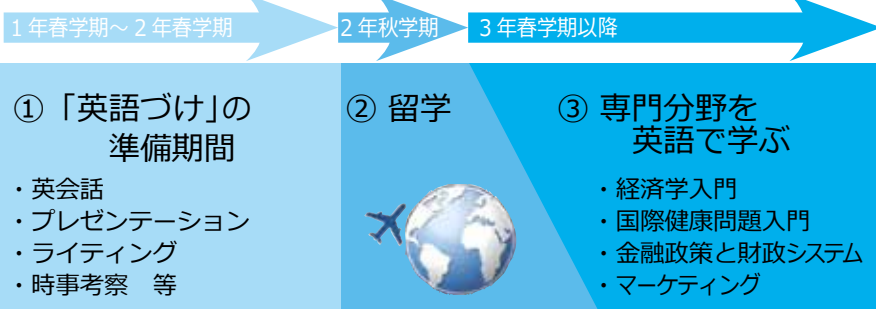 1年春学期～2年春学期
2年秋学期
3年春学期以降
①「英語づけ」の
準備期間
・英会話
・プレゼンテーション
・ライティング
・時事考察　等
② 留学
③ 専門分野を
英語で学ぶ
・経済学入門
・国際健康問題入門
・金融政策と財政システム
・マーケティング